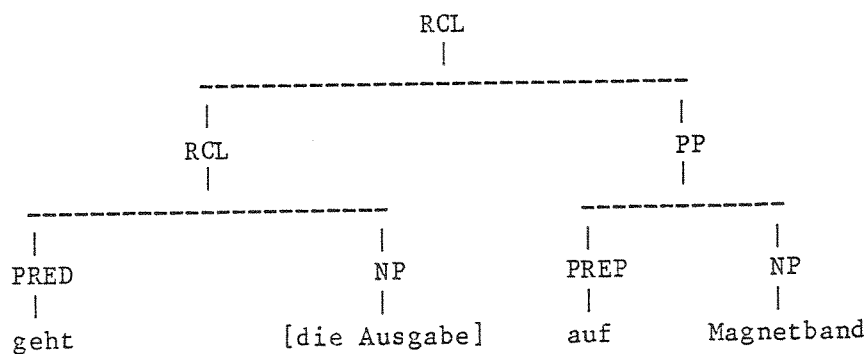 RCL
RCL PP
PRED NP PREP NP
geht [die Ausgabe] auf Magnetband